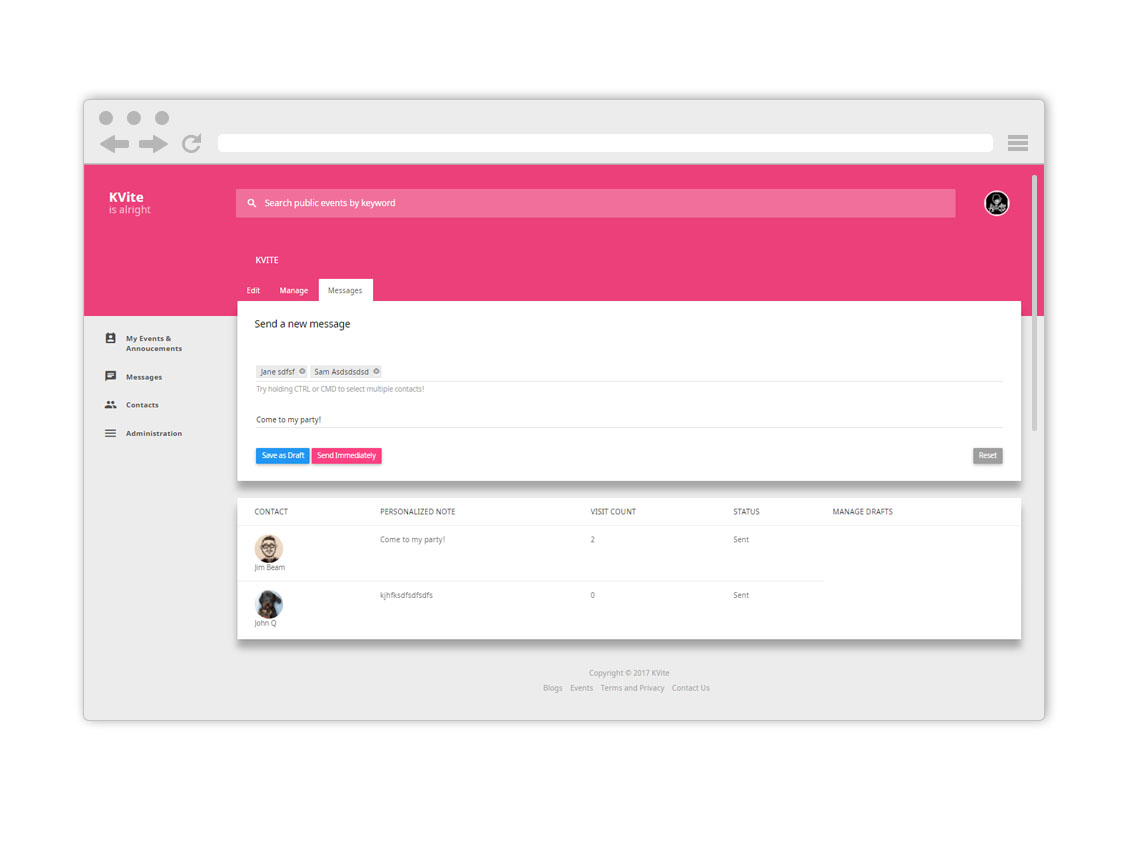 KVite
is alright
Search public events by keyword
KVITE
Edit Manage Messages
My Events &
Annoucements
Messages
Contacts
Administration
Send a new message
Jane sdfsf Sam Asdsdsdsd
Try holding CTRL or CMD to select multiple contacts!
Come to my party!
Save as Draft Send Immediately Reset
CONTACT PERSONALIZED NOTE VISIT COUNT STATUS MANAGE DRAFTS
Come to my party! 2 Sent
Jim Beam
kjhfksdfsdfsdfs 0 Sent
John Q
Copyright © 2017 KVite
Blogs Events Terms and Privacy Contact Us